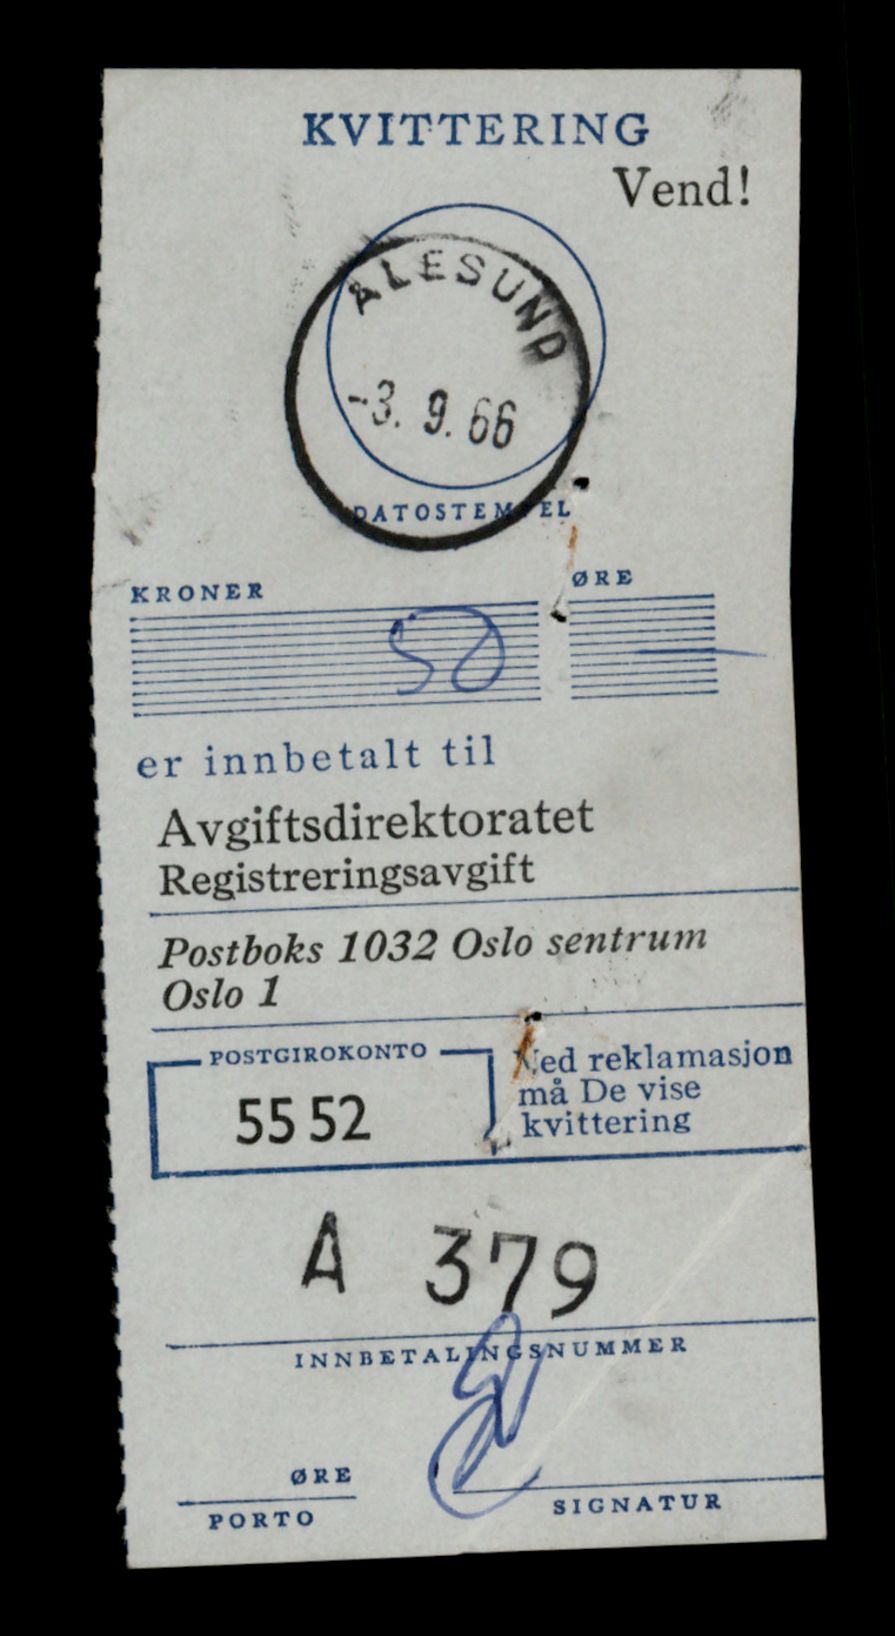 KVITTERING
Vend!
ÅLESUND
-3. 9. 66
DATOSTEMPEL
KRONER ØRE
50 —
er innbetalt til
Avgiftsdirektoratet
Registreringsavgift
Postboks 1032 Oslo sentrum
Oslo 1
POSTGIROKONTO
55 52
Ved reklamasjon
må De vise
kvittering
A 379
INNBETALINGSNUMMER
ØRE
PORTO
SIGNATUR